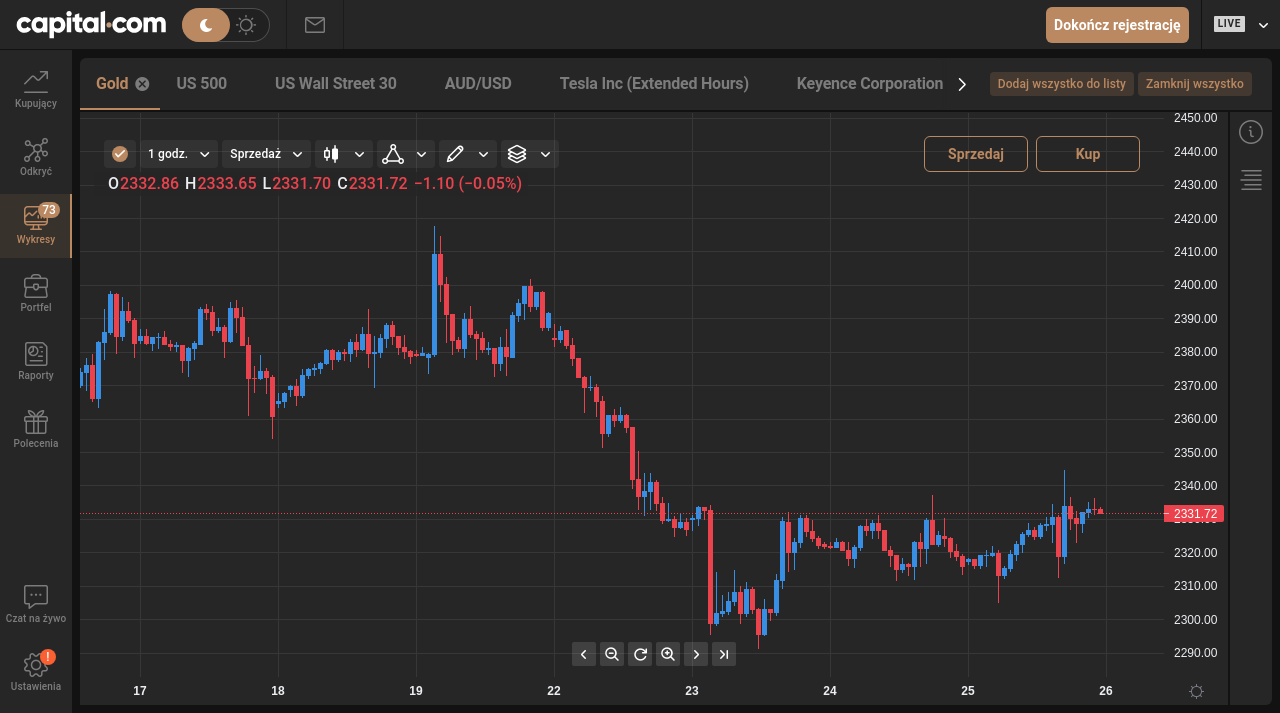 capital.com
Dokończ rejestrację
LIVE
Kupujący
Odkryć
73
Wykresy
Portfel
Raporty
Polecenia
Czat na żywo
!
Ustawienia
Gold US 500 US Wall Street 30 AUD/USD Tesla Inc (Extended Hours) Keyence Corporation
Dodaj wszystko do listy Zamknij wszystko
1 godz. Sprzedaż
Sprzedaj Kup
O2332.86 H2333.65 L2331.70 C2331.72 −1.10 (−0.05%)
2450.00
2440.00
2430.00
2420.00
2410.00
2400.00
2390.00
2380.00
2370.00
2360.00
2350.00
2340.00
2331.72
2320.00
2310.00
2300.00
2290.00
17 18 19 22 23 24 25 26